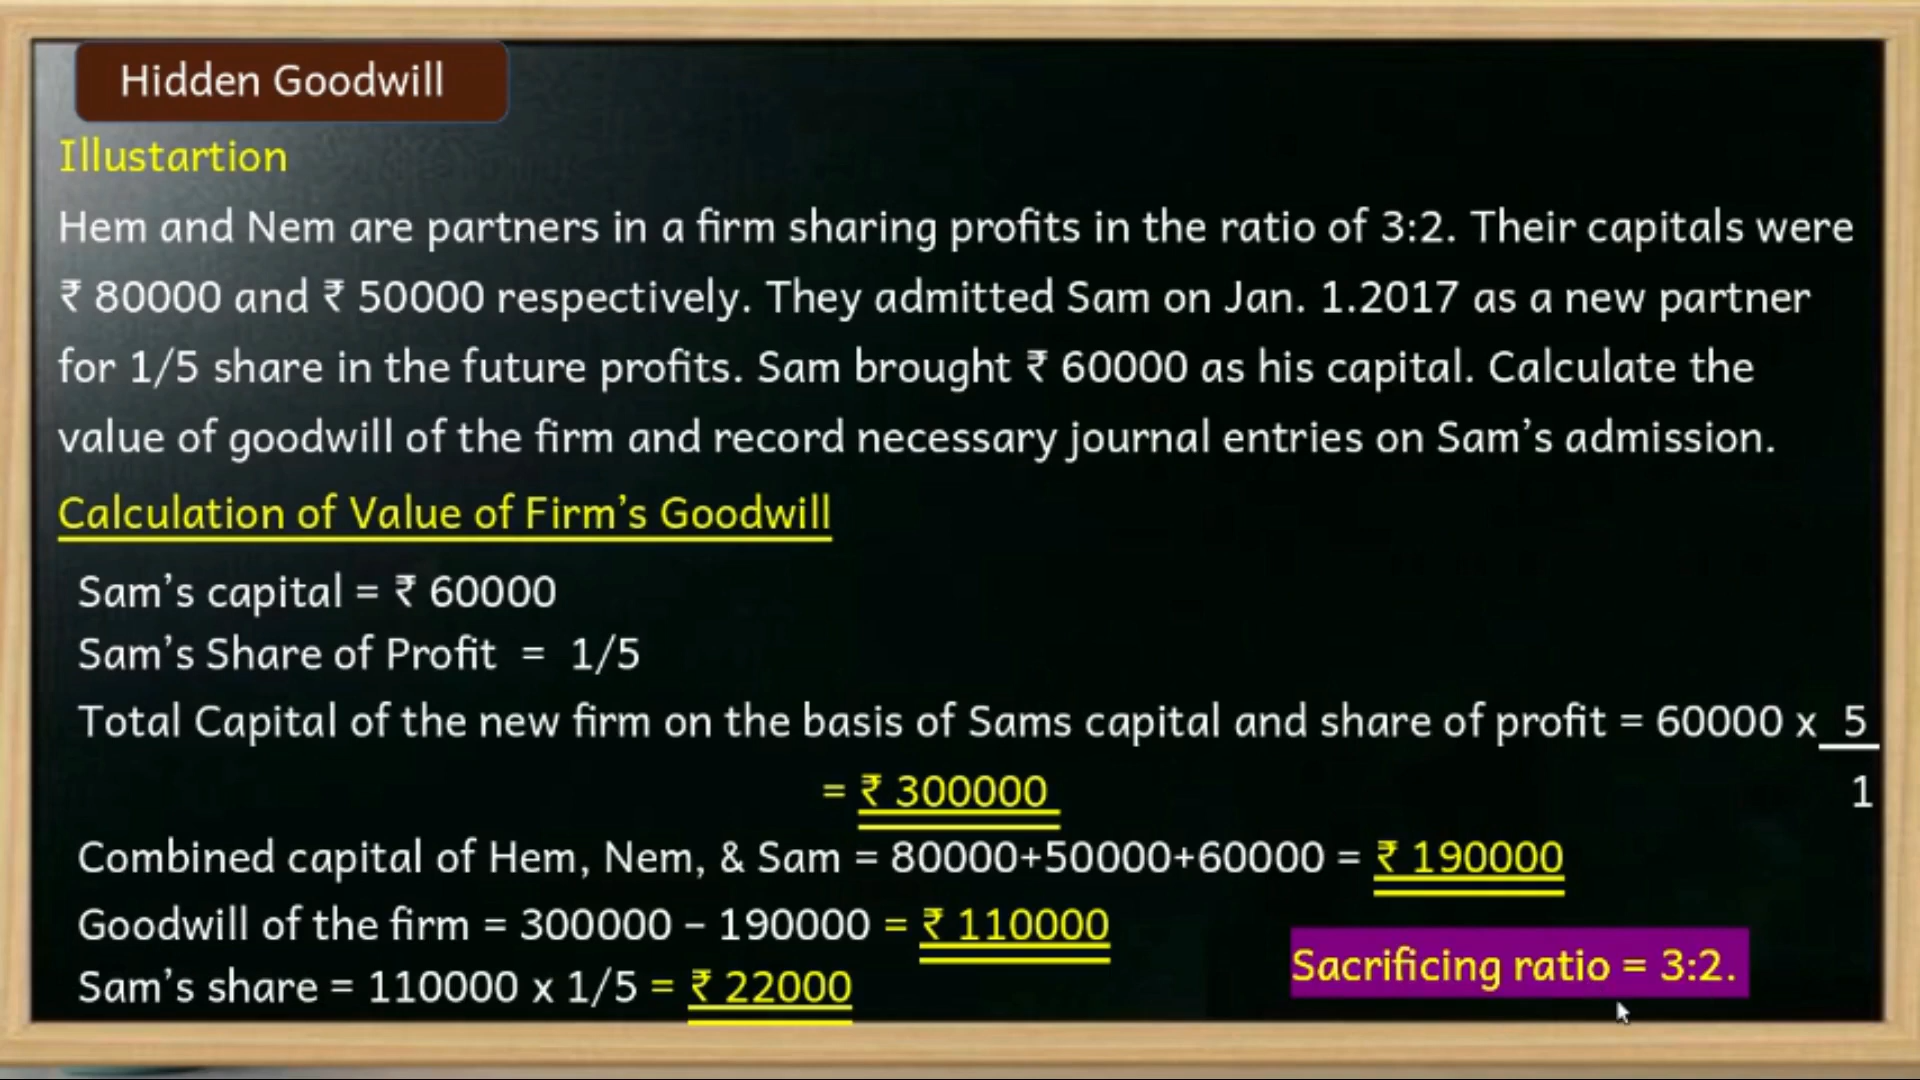 Hidden Goodwill
Illustartion
Hem and Nem are partners in a firm sharing profits in the ratio of 3:2. Their capitals were
₹ 80000 and ₹ 50000 respectively. They admitted Sam on Jan. 1.2017 as a new partner
for 1/5 share in the future profits. Sam brought ₹ 60000 as his capital. Calculate the
value of goodwill of the firm and record necessary journal entries on Sam’s admission.
Calculation of Value of Firm’s Goodwill
Sam’s capital = ₹ 60000
Sam’s Share of Profit = 1/5
Total Capital of the new firm on the basis of Sams capital and share of profit = 60000 x 5
= ₹ 300000 1
Combined capital of Hem, Nem, & Sam = 80000+50000+60000 = ₹ 190000
Goodwill of the firm = 300000 – 190000 = ₹ 110000
Sam’s share = 110000 x 1/5 = ₹ 22000
Sacrificing ratio = 3:2.